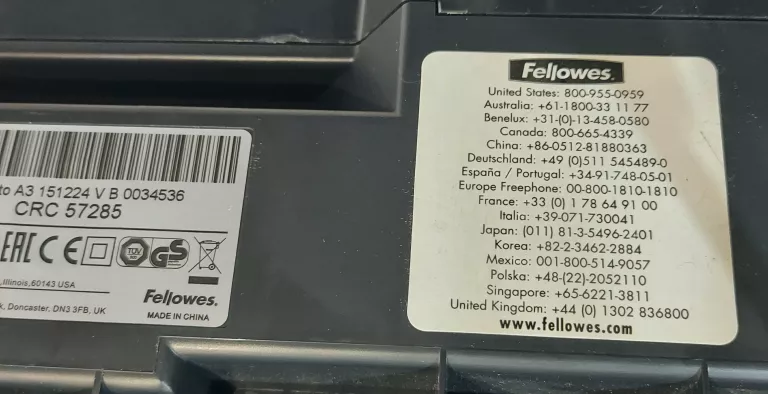 to A3 151224 V B 0034536
CRC 57285
EAC CE TÜV GS
, Illinois, 60143 USA
k, Doncaster, DN3 3FB, UK
Fellowes.
MADE IN CHINA
Fellowes.
United States: 800-955-0959
Australia: +61-1800-33 11 77
Benelux: +31-(0)-13-458-0580
Canada: 800-665-4339
China: +86-0512-81880363
Deutschland: +49 (0)511 545489-0
España / Portugal: +34-91-748-05-01
Europe Freephone: 00-800-1810-1810
France: +33 (0) 1 78 64 91 00
Italia: +39-071-730041
Japan: (011) 81-3-5496-2401
Korea: +82-2-3462-2884
Mexico: 001-800-514-9057
Polska: +48-(22)-2052110
Singapore: +65-6221-3811
United Kingdom: +44 (0) 1302 836800
www.fellowes.com